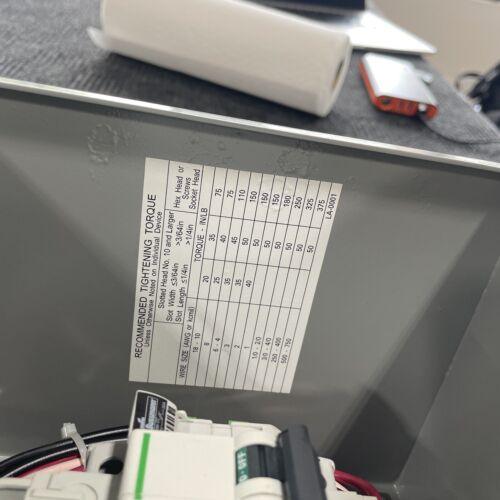 RECOMMENDED TIGHTENING TORQUE
Unless Otherwise Noted on Individual Device
Slotted Head No. 10 and Larger Hex Head or
Slot Width ≤3/64in >3/64in Screws
Slot Length ≤1/4in >1/4in Socket Head
WIRE SIZE (AWG or kcmil) TORQUE - IN/LB
18 - 10 20 35 75
8 25 40 75
6 - 4 35 45 110
3 35 50 150
2 40 50 150
1 50 150
1/0 - 2/0 50 180
3/0 - 4/0 50 250
250 - 400 50 325
500 - 750 50 375
LA-0001
O-OFF